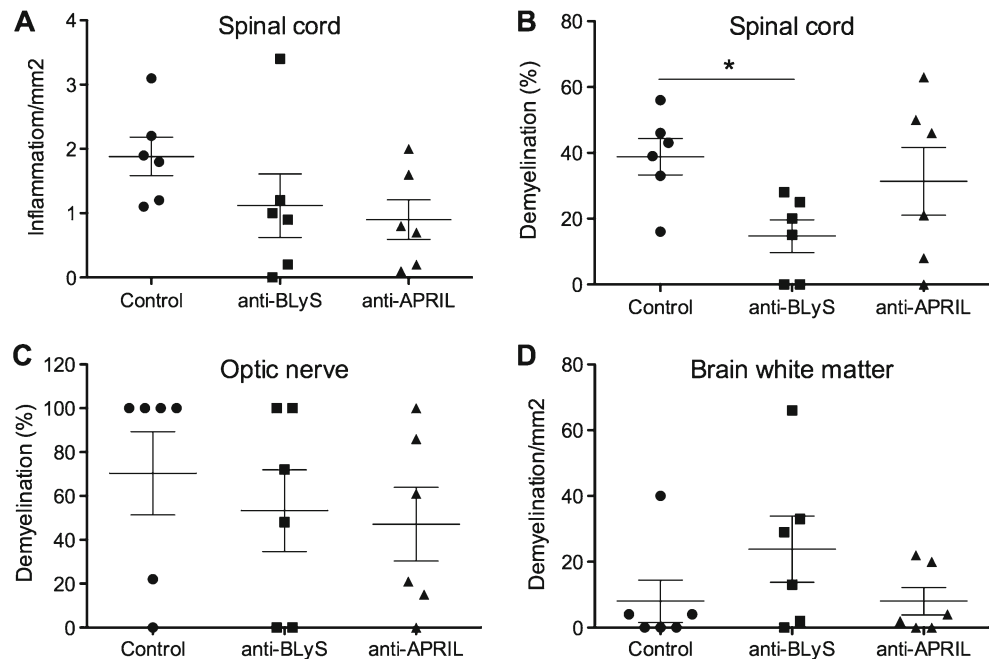 A
Spinal cord
Inflammatiom/mm2
4
3
2
1
0
Control
anti-BLyS
anti-APRIL
B
Spinal cord
Demyelination (%)
80
60
40
20
0
*
Control
anti-BLyS
anti-APRIL
C
Optic nerve
Demyelination (%)
120
100
80
60
40
20
0
Control
anti-BLyS
anti-APRIL
D
Brain white matter
Demyelination/mm2
80
60
40
20
0
Control
anti-BLyS
anti-APRIL